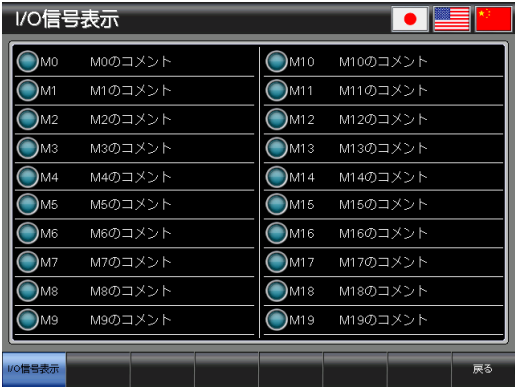 I/O信号表示
M0 M0のコメント
M1 M1のコメント
M2 M2のコメント
M3 M3のコメント
M4 M4のコメント
M5 M5のコメント
M6 M6のコメント
M7 M7のコメント
M8 M8のコメント
M9 M9のコメント
M10 M10のコメント
M11 M11のコメント
M12 M12のコメント
M13 M13のコメント
M14 M14のコメント
M15 M15のコメント
M16 M16のコメント
M17 M17のコメント
M18 M18のコメント
M19 M19のコメント
I/O信号表示
戻る